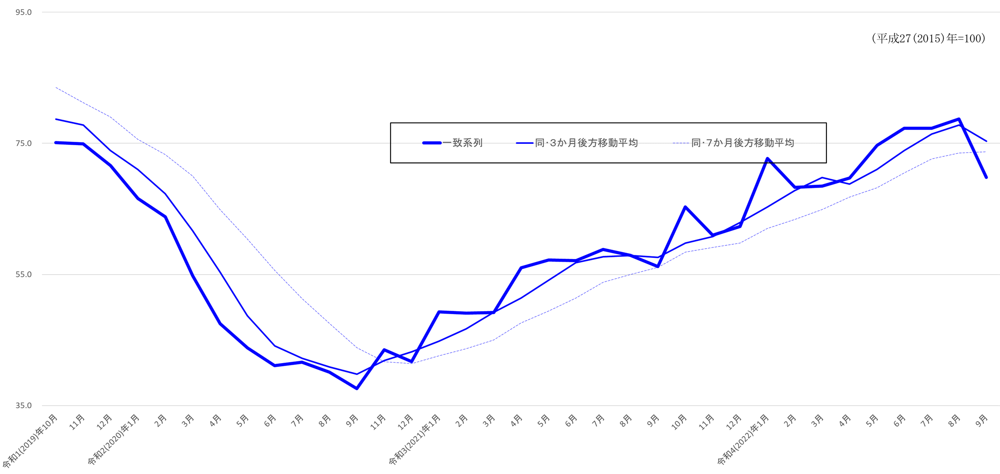 95.0
(平成27(2015)年=100)
75.0
一致系列 同・3か月後方移動平均 同・7か月後方移動平均
55.0
35.0
令和1(2019)年10月
11月
12月
令和2(2020)年1月
2月
3月
4月
5月
6月
7月
8月
9月
11月
12月
令和3(2021)年1月
2月
3月
4月
5月
6月
7月
8月
9月
10月
11月
12月
令和4(2022)年1月
2月
3月
4月
5月
6月
7月
8月
9月